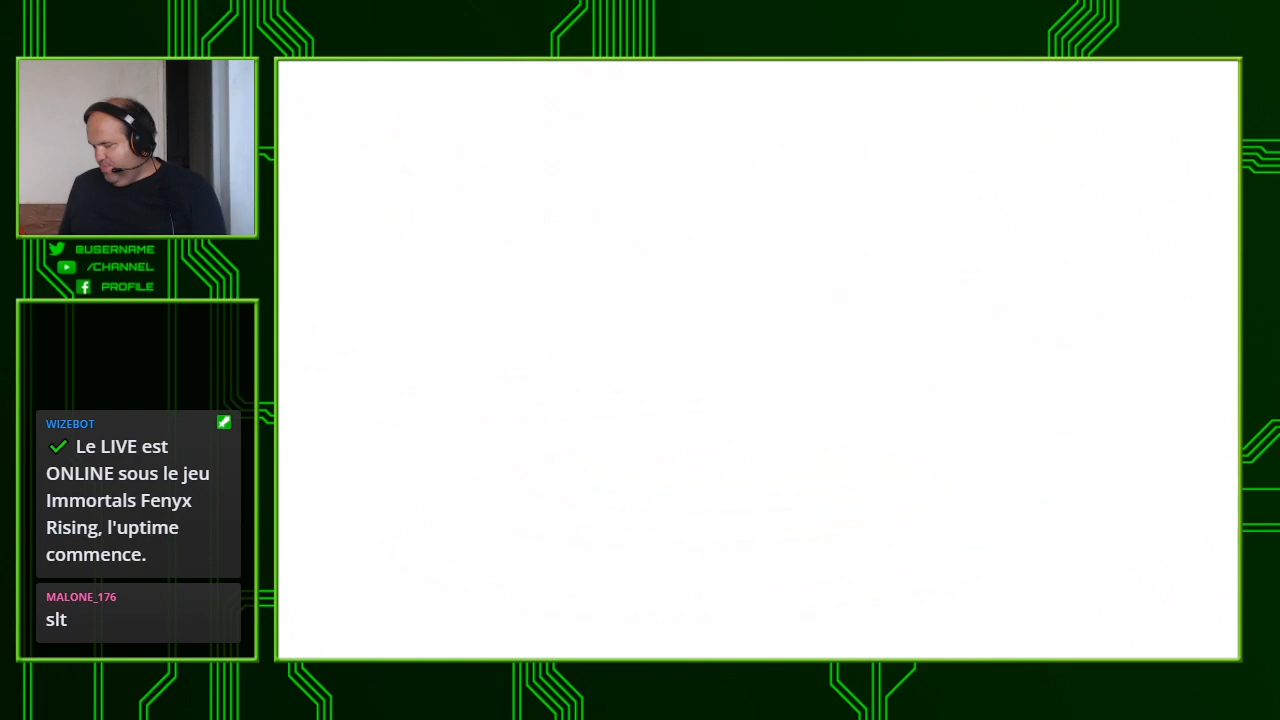 @USERNAME
/CHANNEL
PROFILE
WIZEBOT
Le LIVE est
ONLINE sous le jeu
Immortals Fenyx
Rising, l'uptime
commence.
MALONE_176
slt